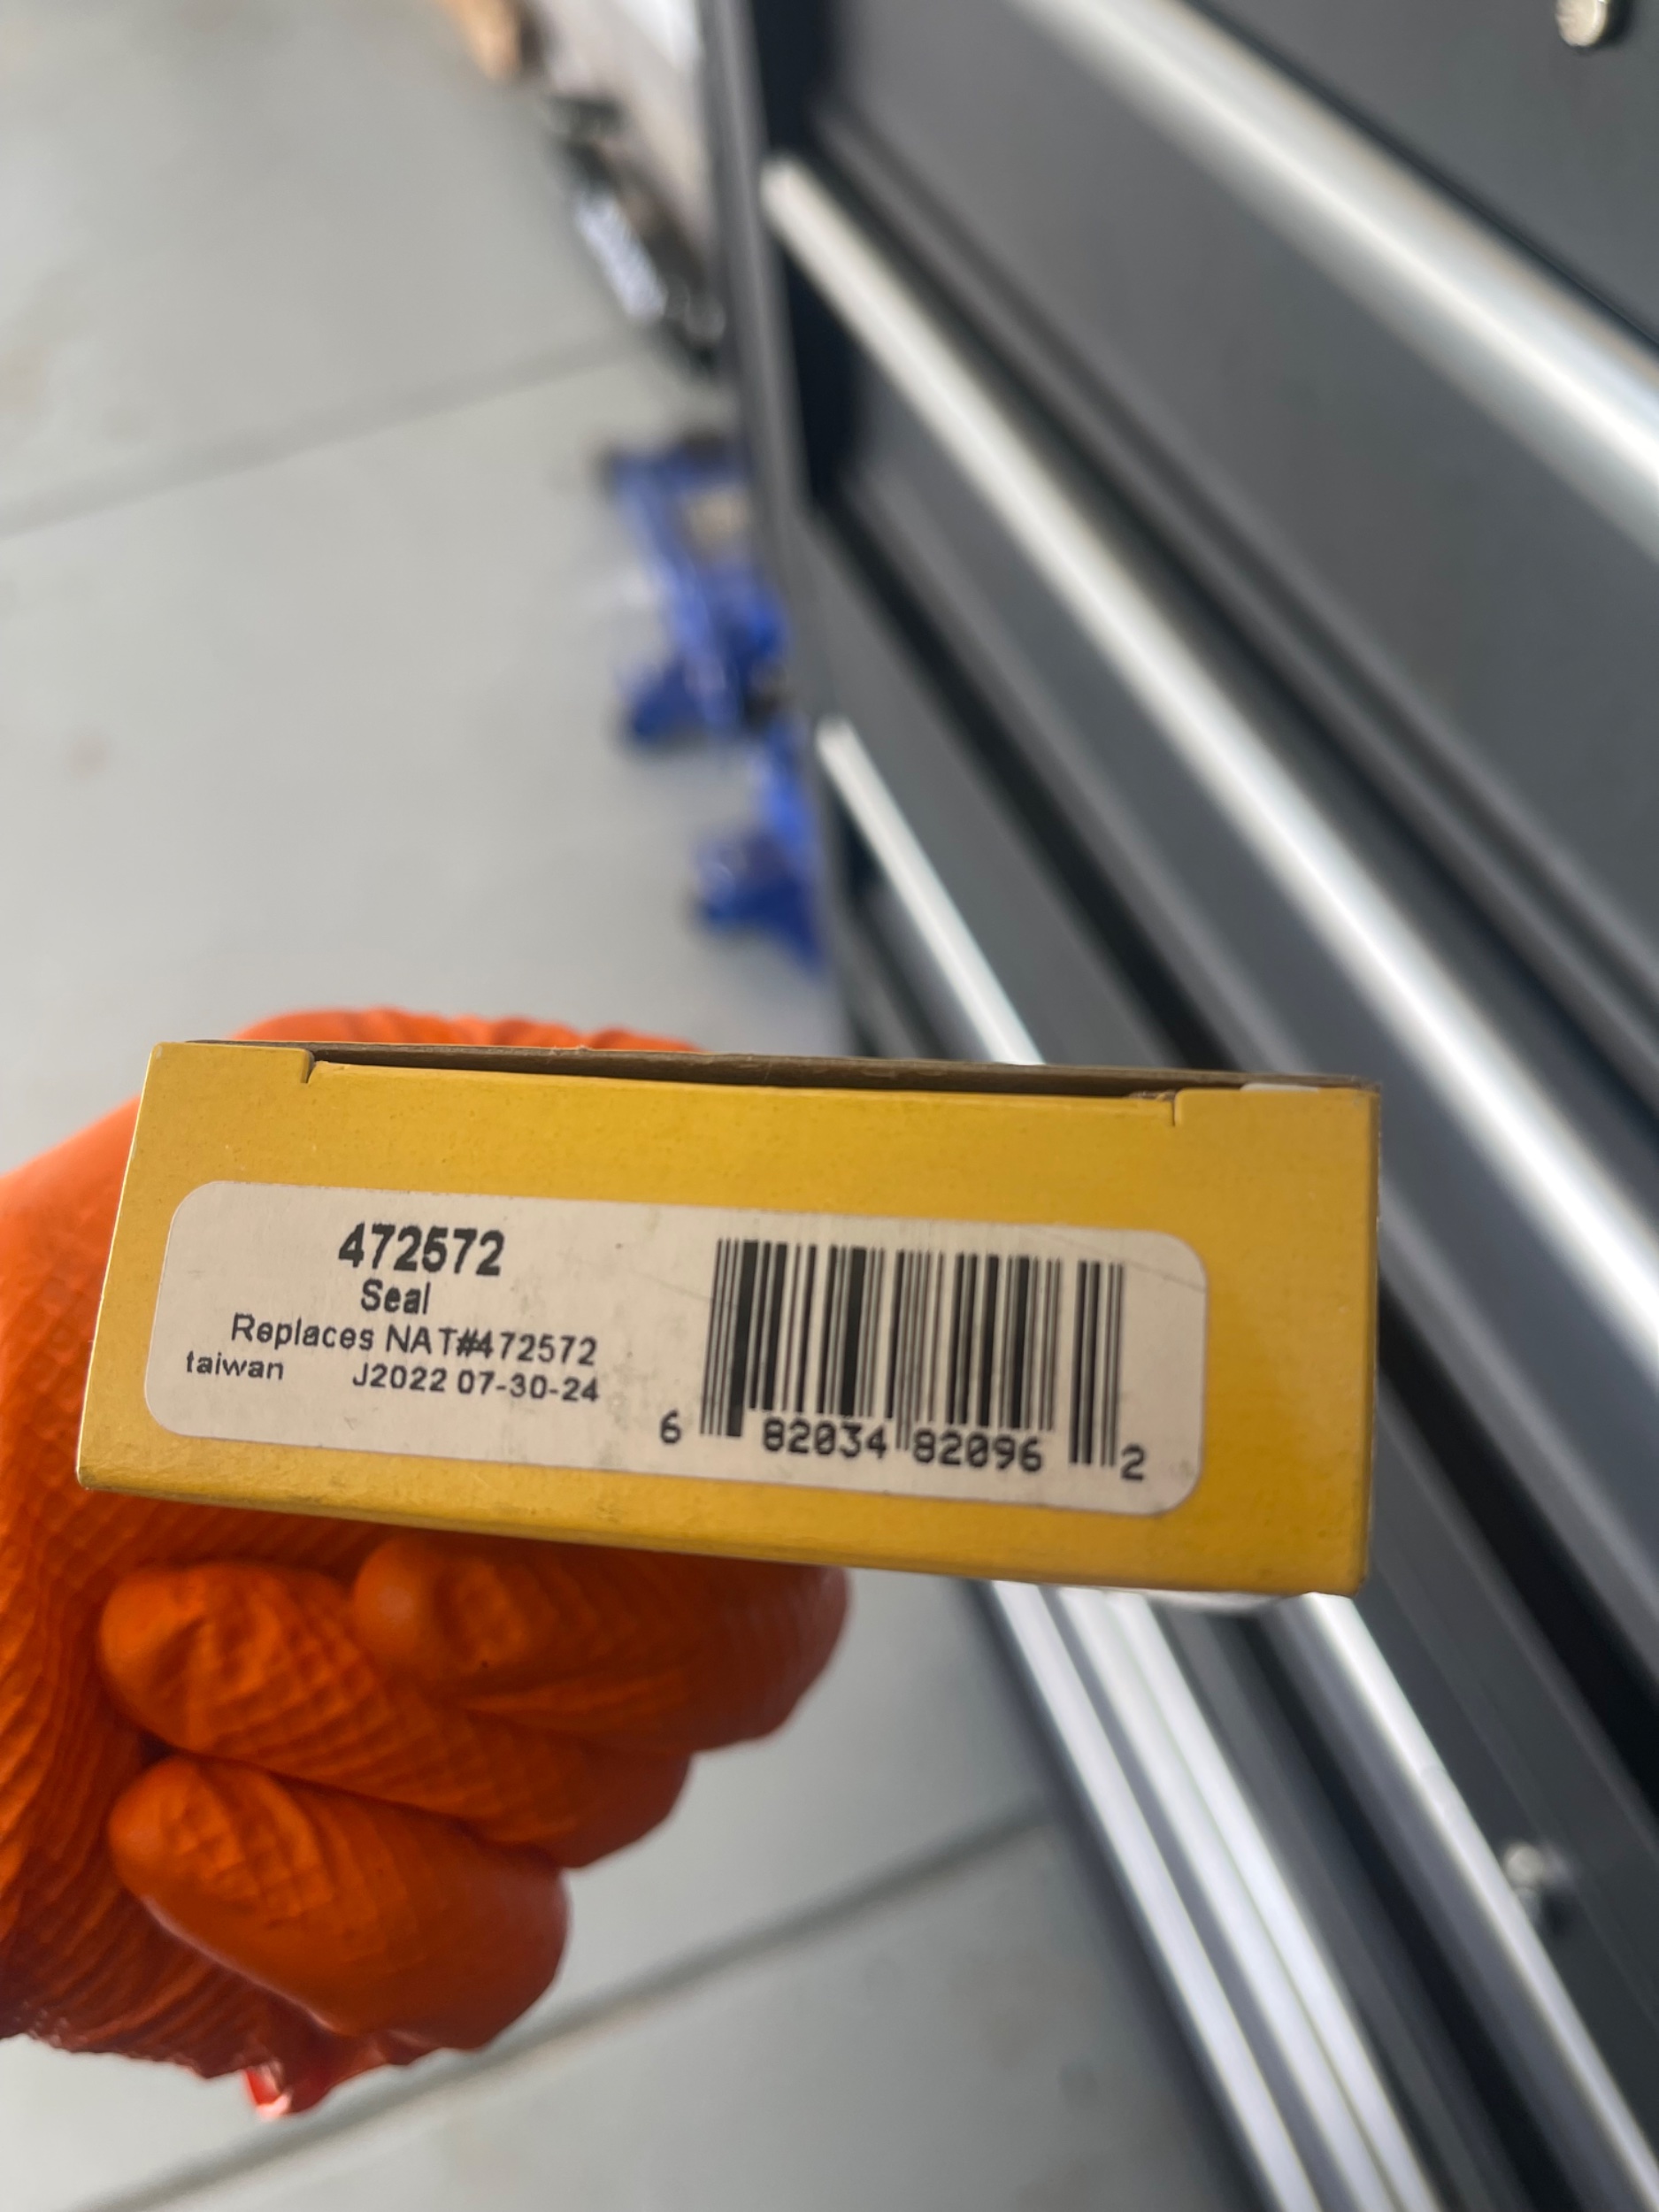 472572
Seal
Replaces NAT#472572
taiwan J2022 07-30-24
6 82034 82096 2